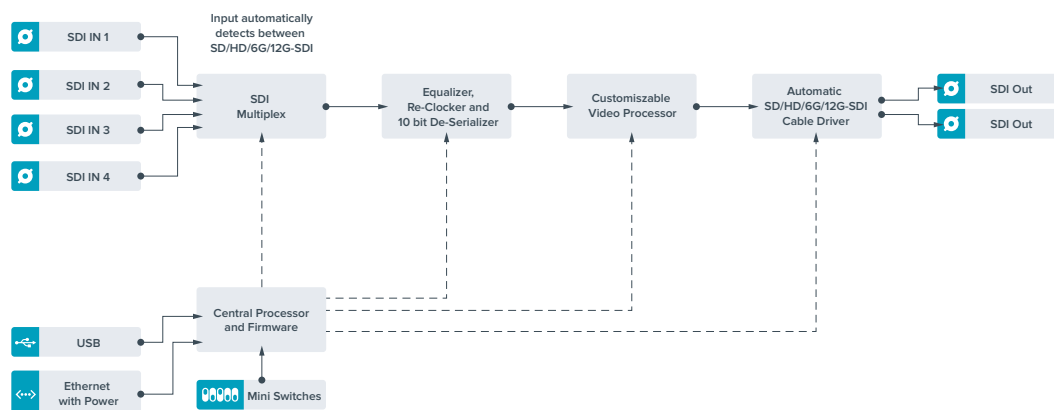 Input automatically
detects between
SD/HD/6G/12G-SDI
SDI IN 1
SDI IN 2
SDI IN 3
SDI IN 4
SDI
Multiplex
Equalizer,
Re-Clocker and
10 bit De-Serializer
Customiszable
Video Processor
Automatic
SD/HD/6G/12G-SDI
Cable Driver
SDI Out
SDI Out
Central Processor
and Firmware
USB
Ethernet
with Power
Mini Switches